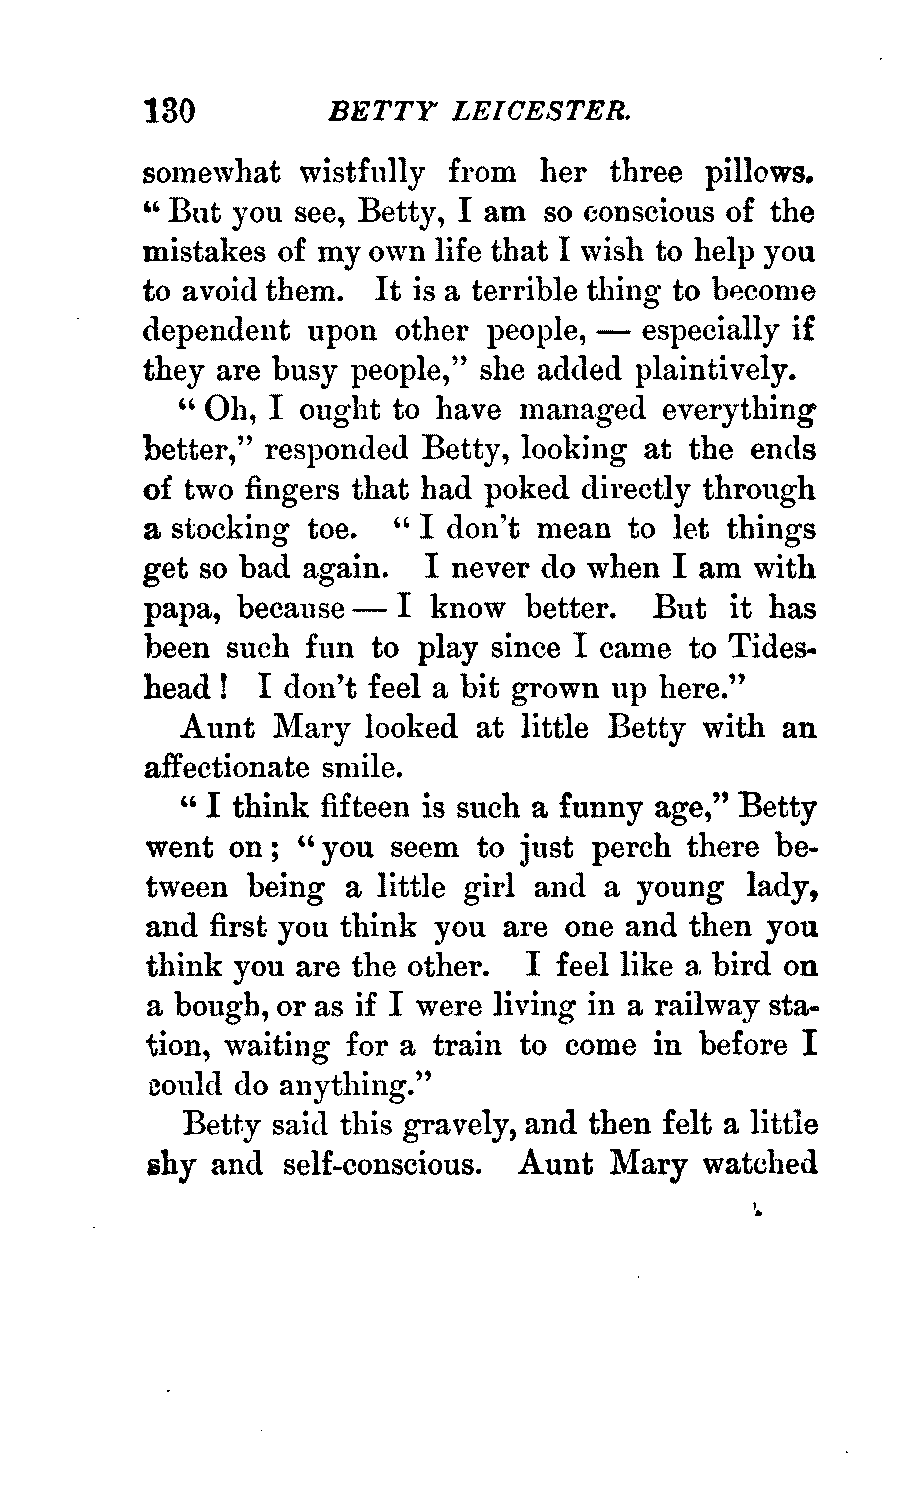 130 BETTY LEICESTER.
somewhat wistfully from her three pillows.
“ But you see, Betty, I am so conscious of the
mistakes of my own life that I wish to help you
to avoid them. It is a terrible thing to become
dependent upon other people, — especially if
they are busy people,” she added plaintively.
“ Oh, I ought to have managed everything
better,” responded Betty, looking at the ends
of two fingers that had poked directly through
a stocking toe. “ I don’t mean to let things
get so bad again. I never do when I am with
papa, because — I know better. But it has
been such fun to play since I came to Tides-
head ! I don’t feel a bit grown up here.”
Aunt Mary looked at little Betty with an
affectionate smile.
“ I think fifteen is such a funny age,” Betty
went on ; “ you seem to just perch there be-
tween being a little girl and a young lady,
and first you think you are one and then you
think you are the other. I feel like a bird on
a bough, or as if I were living in a railway sta-
tion, waiting for a train to come in before I
could do anything.”
Betty said this gravely, and then felt a little
shy and self-conscious. Aunt Mary watched